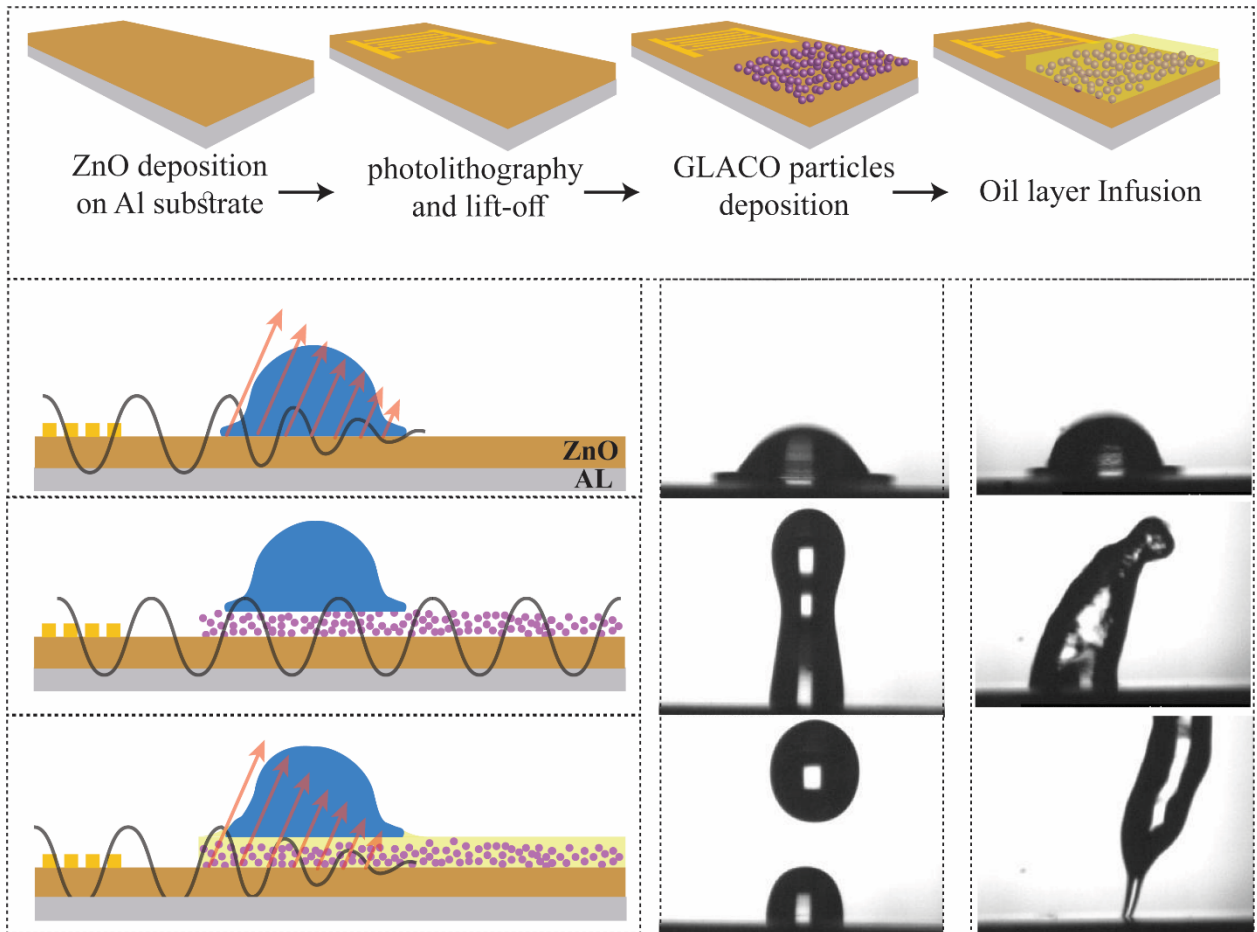 ZnO deposition
on Al substrate
photolithography
and lift-off
GLACO particles
deposition
Oil layer Infusion
ZnO
AL